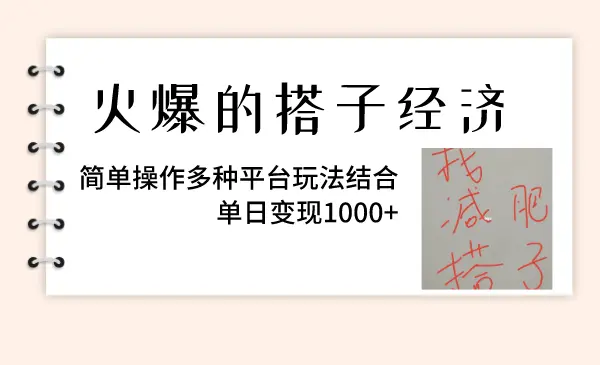 火爆的搭子经济
简单操作多种平台玩法结合
单日变现1000+
找
减肥
搭子